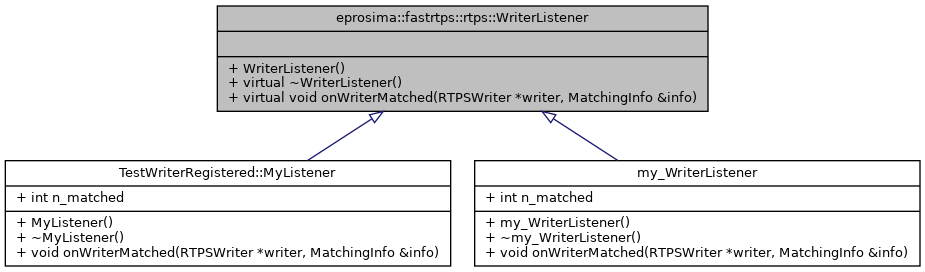 eprosima::fastrtps::rtps::WriterListener
+ WriterListener()
+ virtual ~WriterListener()
+ virtual void onWriterMatched(RTPSWriter *writer, MatchingInfo &info)
TestWriterRegistered::MyListener
+ int n_matched
+ MyListener()
+ ~MyListener()
+ void onWriterMatched(RTPSWriter *writer, MatchingInfo &info)
my_WriterListener
+ int n_matched
+ my_WriterListener()
+ ~my_WriterListener()
+ void onWriterMatched(RTPSWriter *writer, MatchingInfo &info)